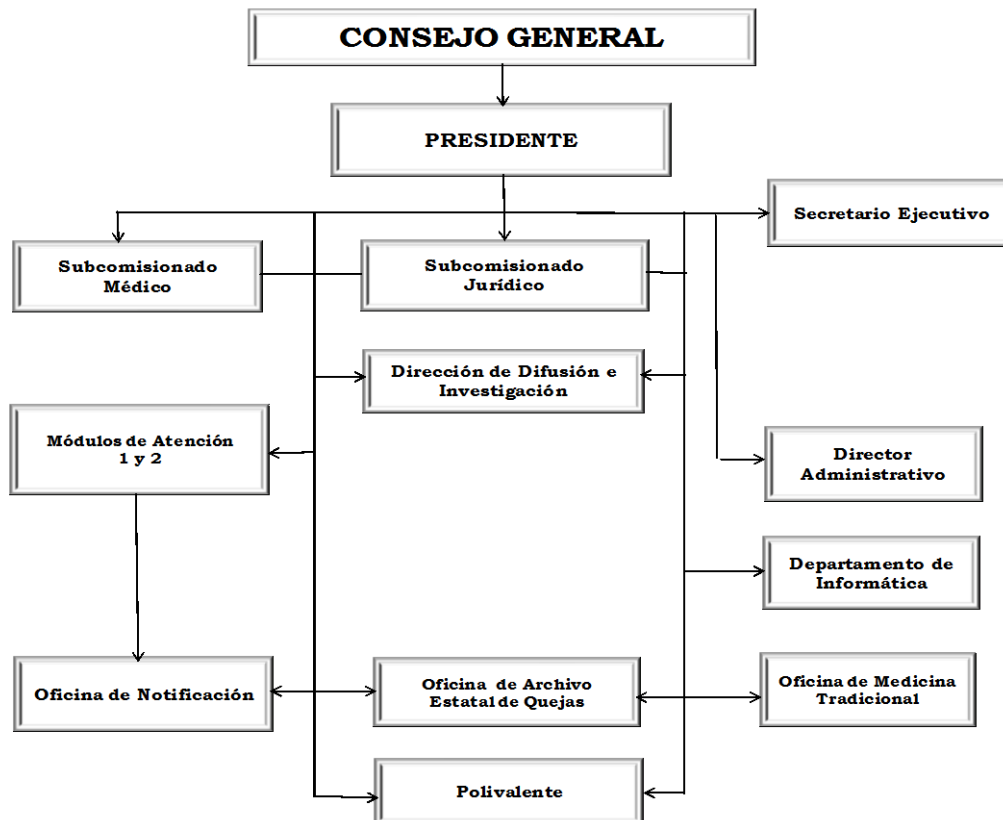 CONSEJO GENERAL
PRESIDENTE
Secretario Ejecutivo
Subcomisionado
Médico
Subcomisionado
Jurídico
Dirección de Difusión e
Investigación
Módulos de Atención
1 y 2
Director
Administrativo
Departamento de
Informática
Oficina de Notificación
Oficina de Archivo
Estatal de Quejas
Oficina de Medicina
Tradicional
Polivalente